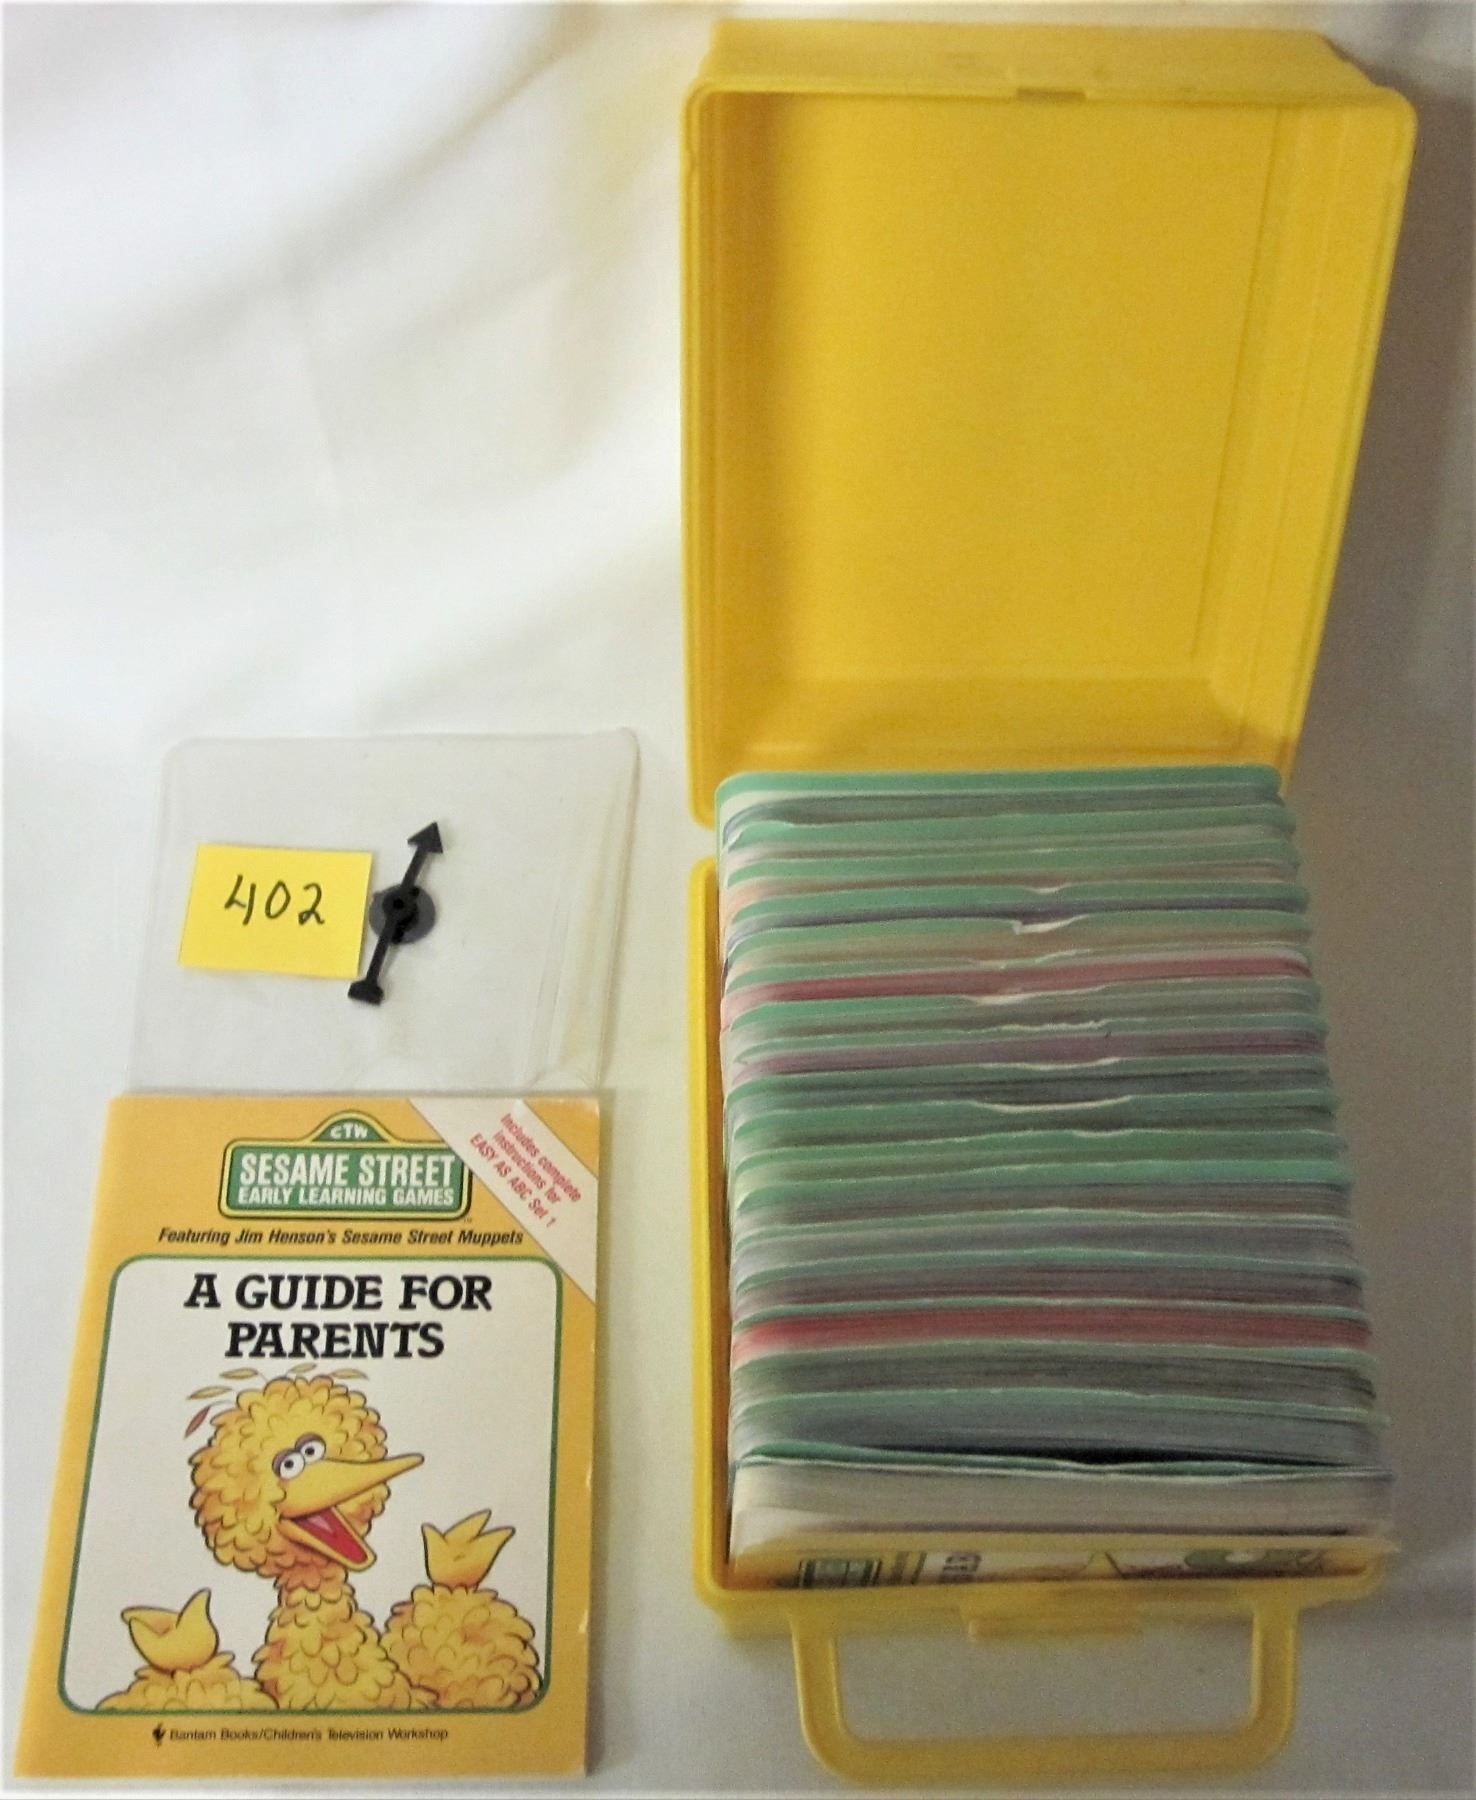 402
CTW
SESAME STREET
EARLY LEARNING GAMES
Includes complete
instructions for
EASY AS ABC Set 1
Featuring Jim Henson's Sesame Street Muppets
A GUIDE FOR
PARENTS
Bantam Books/Children's Television Workshop